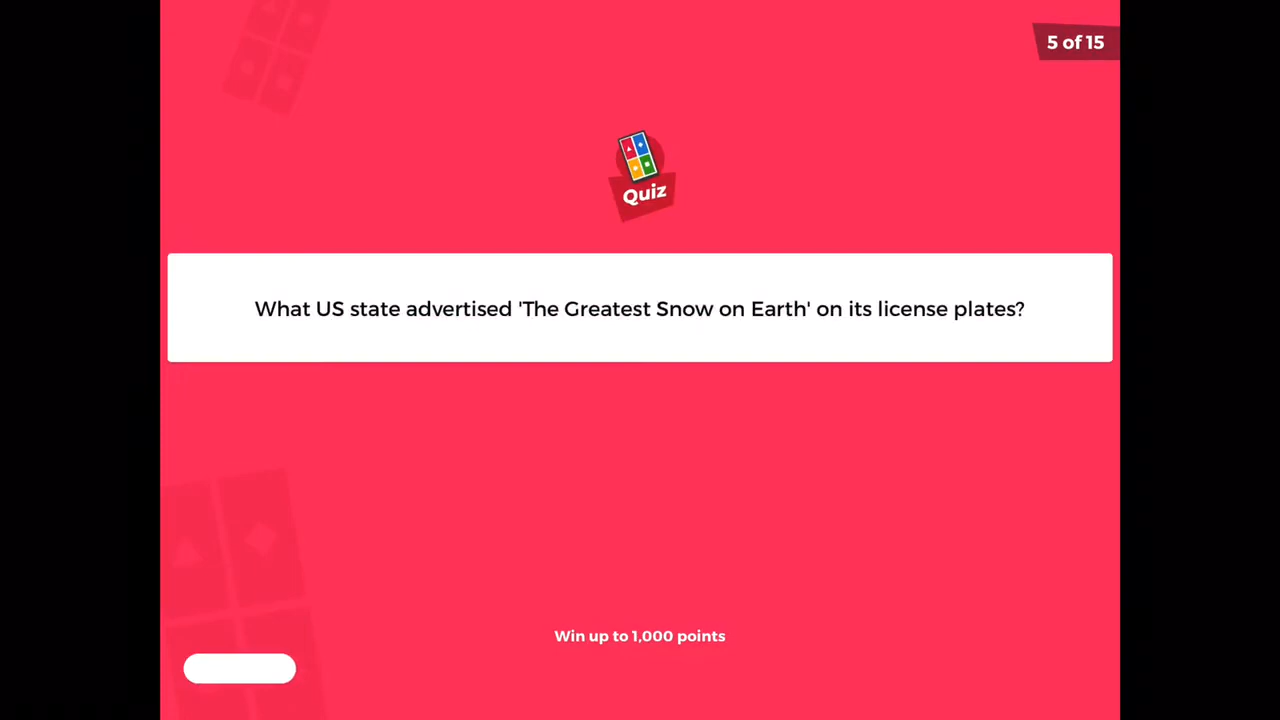 5 of 15
Quiz
What US state advertised 'The Greatest Snow on Earth' on its license plates?
Win up to 1,000 points